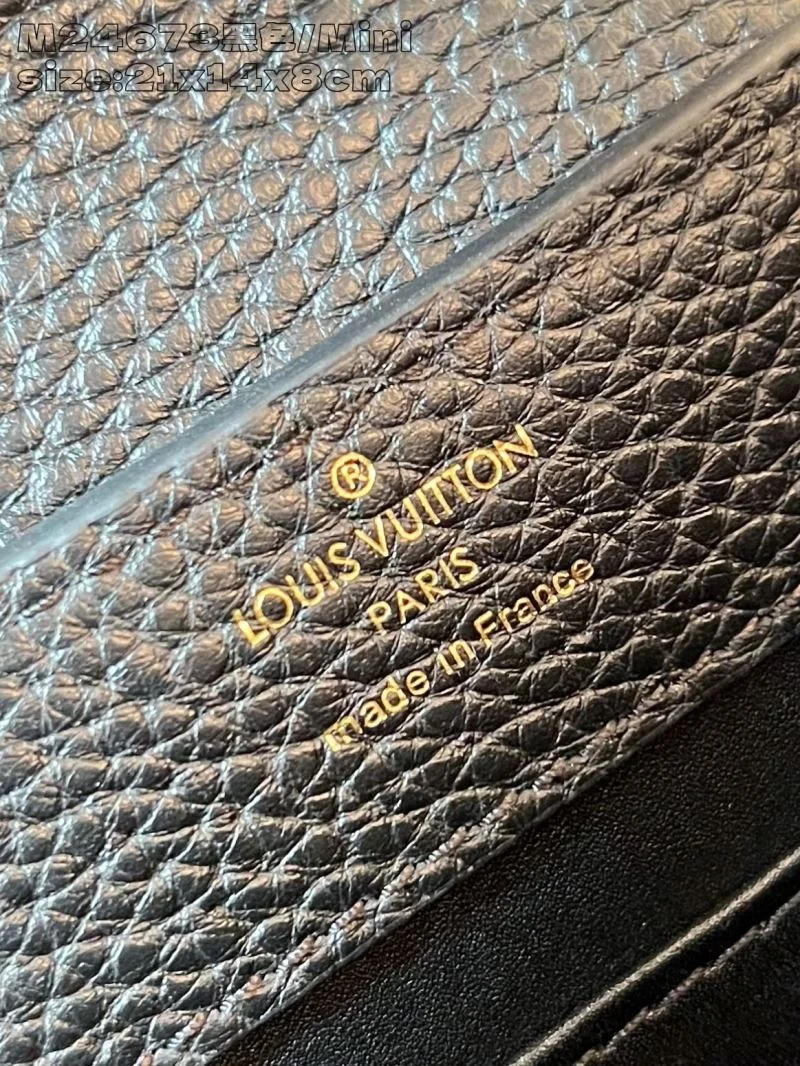 M24673黑色/Mini
size:21x14x8cm
®
LOUIS VUITTON
PARIS
made in France